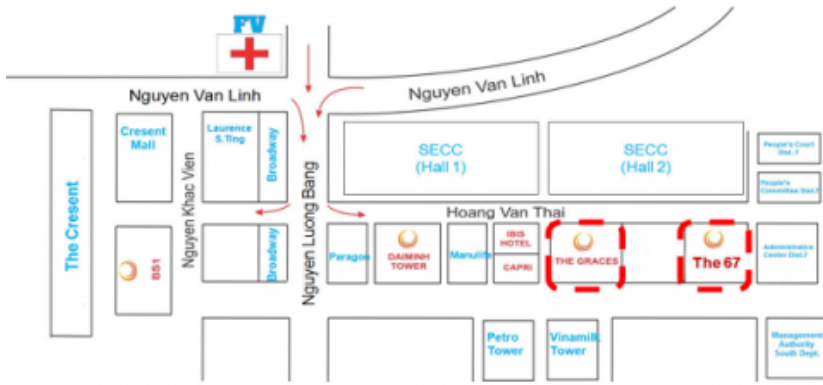 FV
Nguyen Van Linh
Nguyen Van Linh
Cresent
Mall
Laurence
S.Ting
Broadway
SECC
(Hall 1)
SECC
(Hall 2)
People's Court
Dist.7
People's
Committee Dist.7
The Cresent
Nguyen Khac Vien
Nguyen Luong Bang
Hoang Van Thai
BS1
Broadway
Paragon
DAIMINH
TOWER
Manulife
IBIS
HOTEL
CAPRI
THE GRACES
The 67
Administrative
Center Dist.7
Petro
Tower
Vinamilk
Tower
Management
Authority
South Dept.